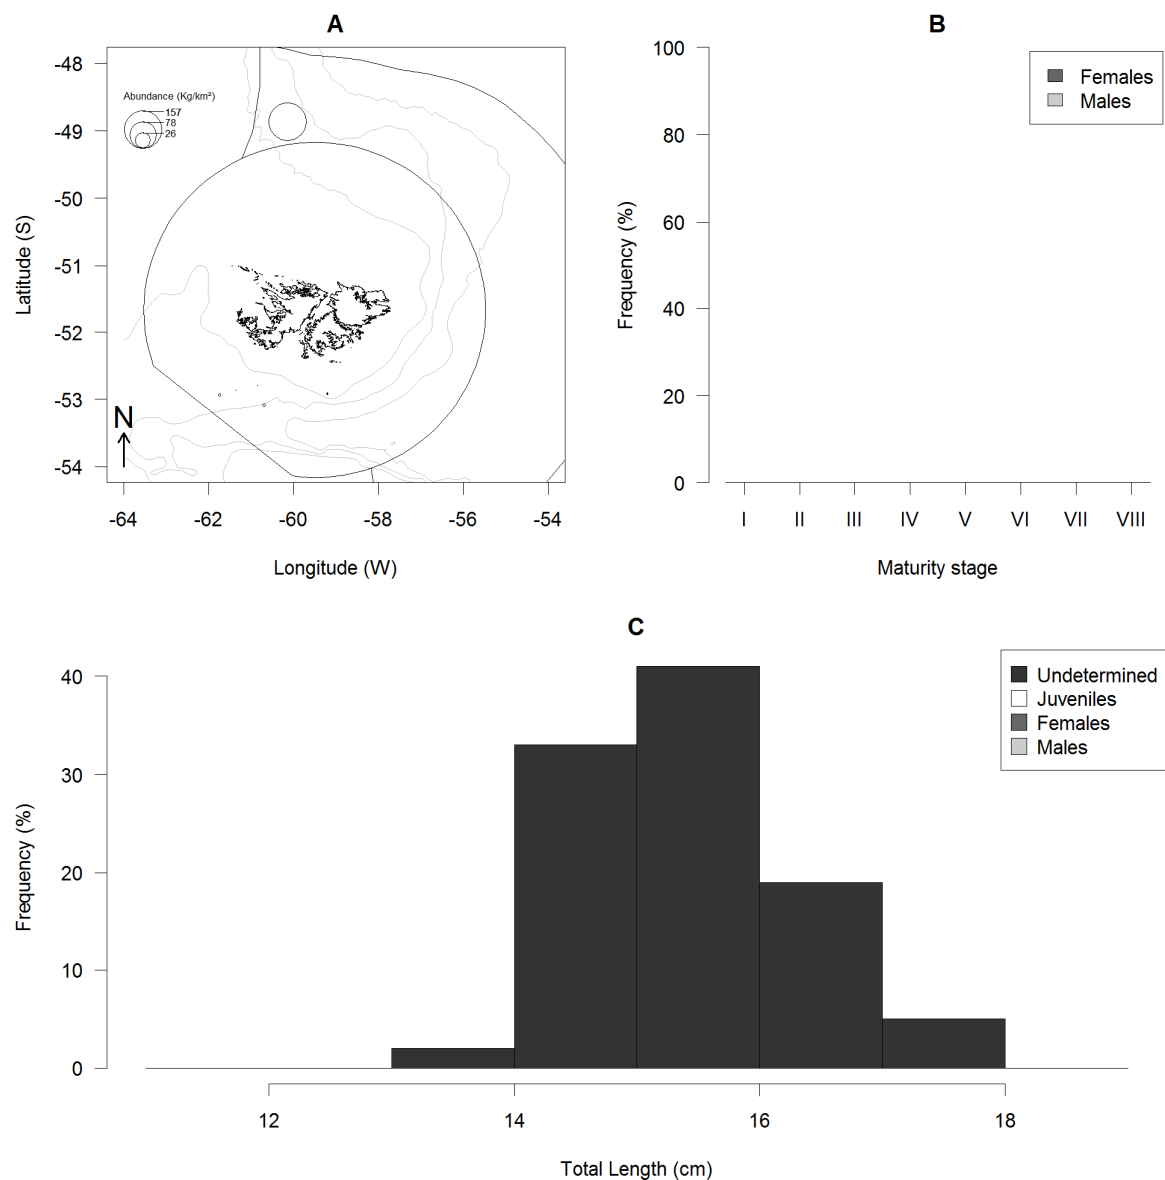 A
Abundance (Kg/km²)
157
78
26
-48
-49
-50
-51
-52
-53
-54
Latitude (S)
N
-64 -62 -60 -58 -56 -54
Longitude (W)
B
Females
Males
100
80
60
40
20
0
Frequency (%)
I II III IV V VI VII VIII
Maturity stage
C
Undetermined
Juveniles
Females
Males
40
30
20
10
0
Frequency (%)
12 14 16 18
Total Length (cm)